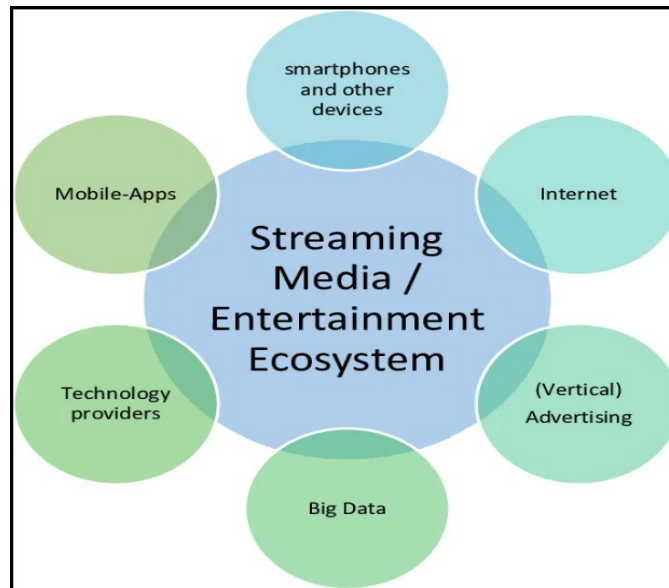 smartphones
and other
devices
Mobile-Apps
Internet
Streaming
Media /
Entertainment
Ecosystem
Technology
providers
(Vertical)
Advertising
Big Data